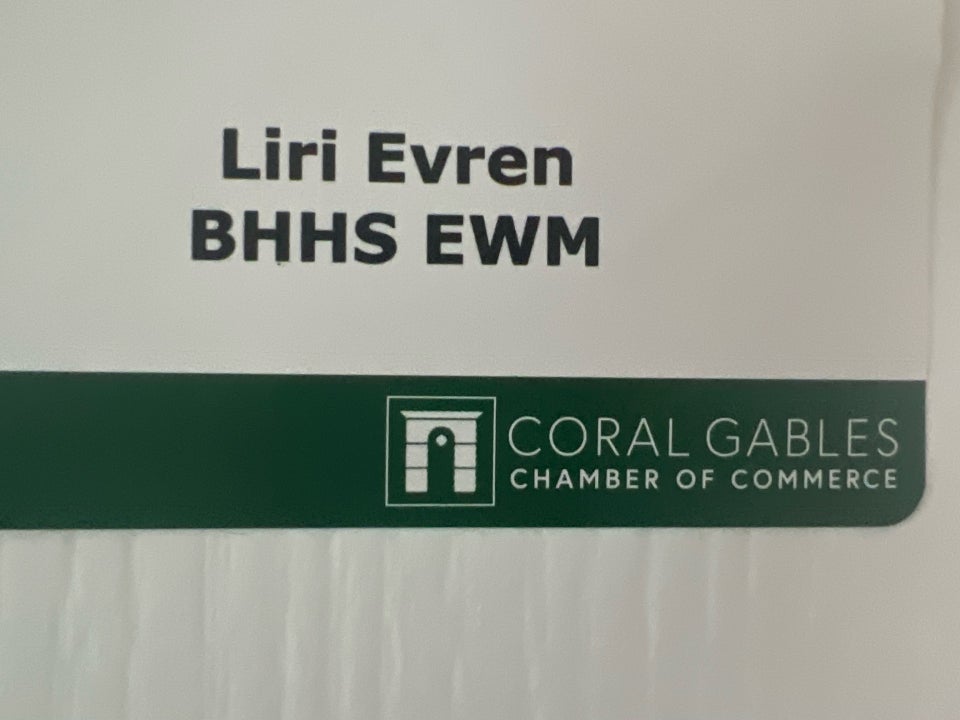 Liri Evren
BHHS EWM
CORAL GABLES
CHAMBER OF COMMERCE